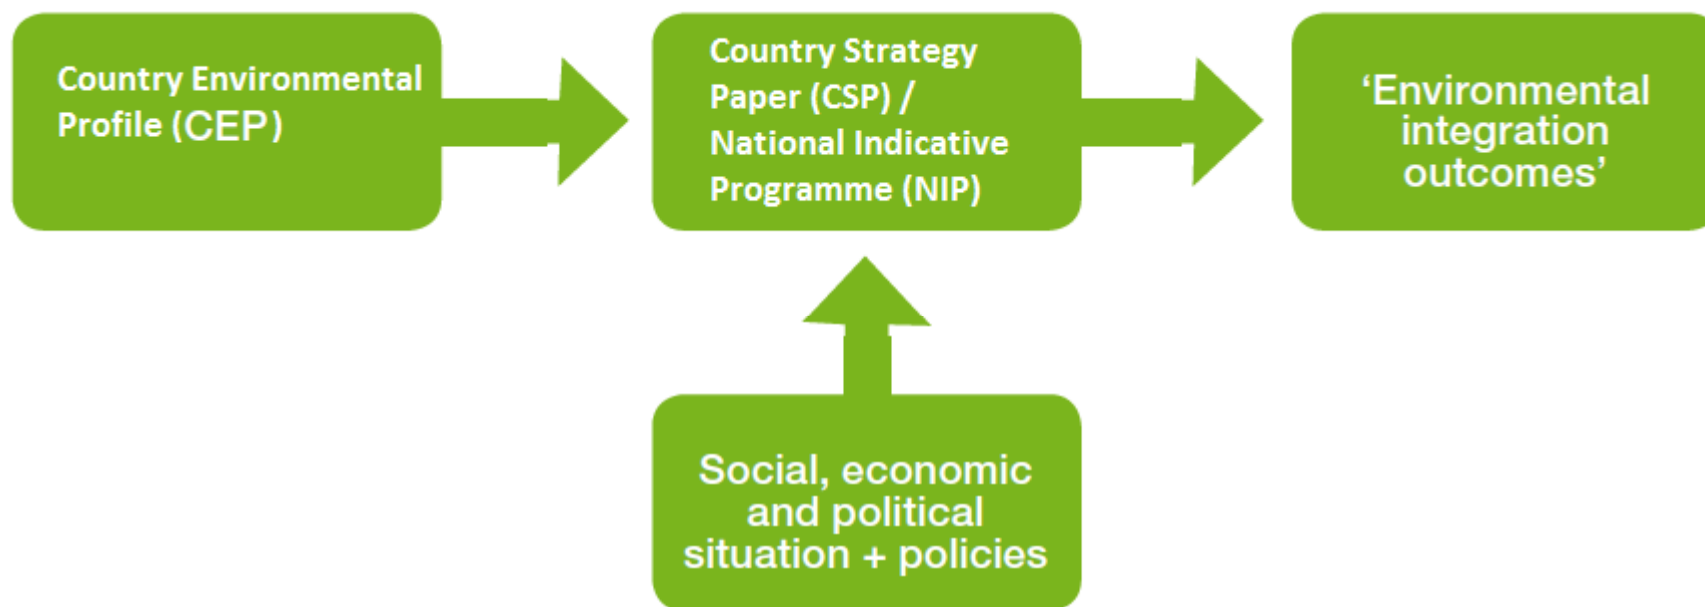 Country Environmental
Profile (CEP)
Country Strategy
Paper (CSP) /
National Indicative
Programme (NIP)
‘Environmental
integration
outcomes’
Social, economic
and political
situation + policies